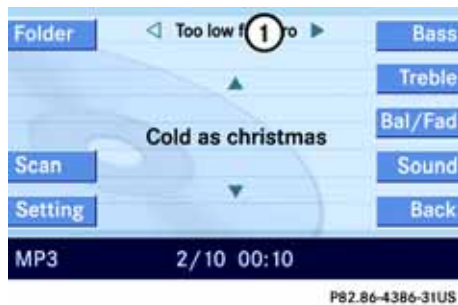 Folder
Too low f 1 ro
Bass
Treble
Cold as christmas
Bal/Fad
Scan
Sound
Setting
Back
MP3 2/10 00:10
P82.86-4386-31US